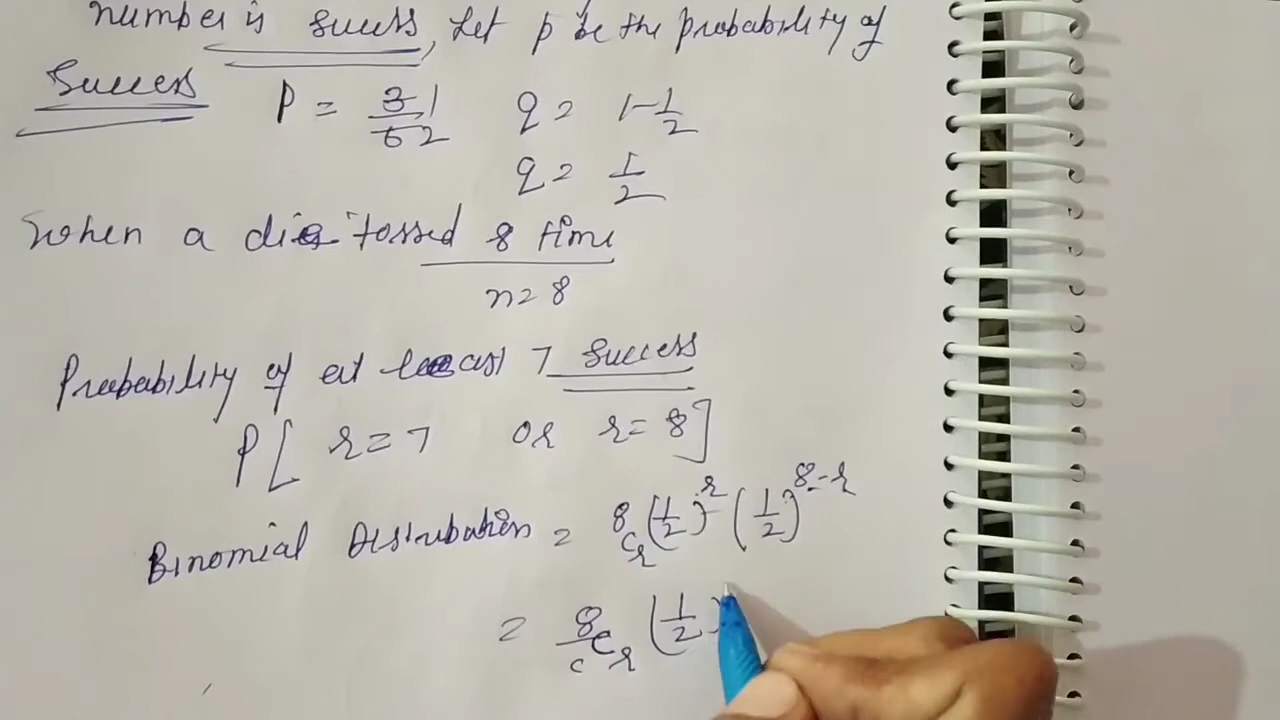 number is sucess, Let p be the probability of
Success P = 3/6 1/2 q = 1-1/2
q = 1/2
When a die tossed 8 time
n = 8
Probability of at least 7 Success
P[ r = 7 or r = 8]
Binomial Distribution = 8Cr (1/2)^r (1/2)^8-r
= 8Cr (1/2)